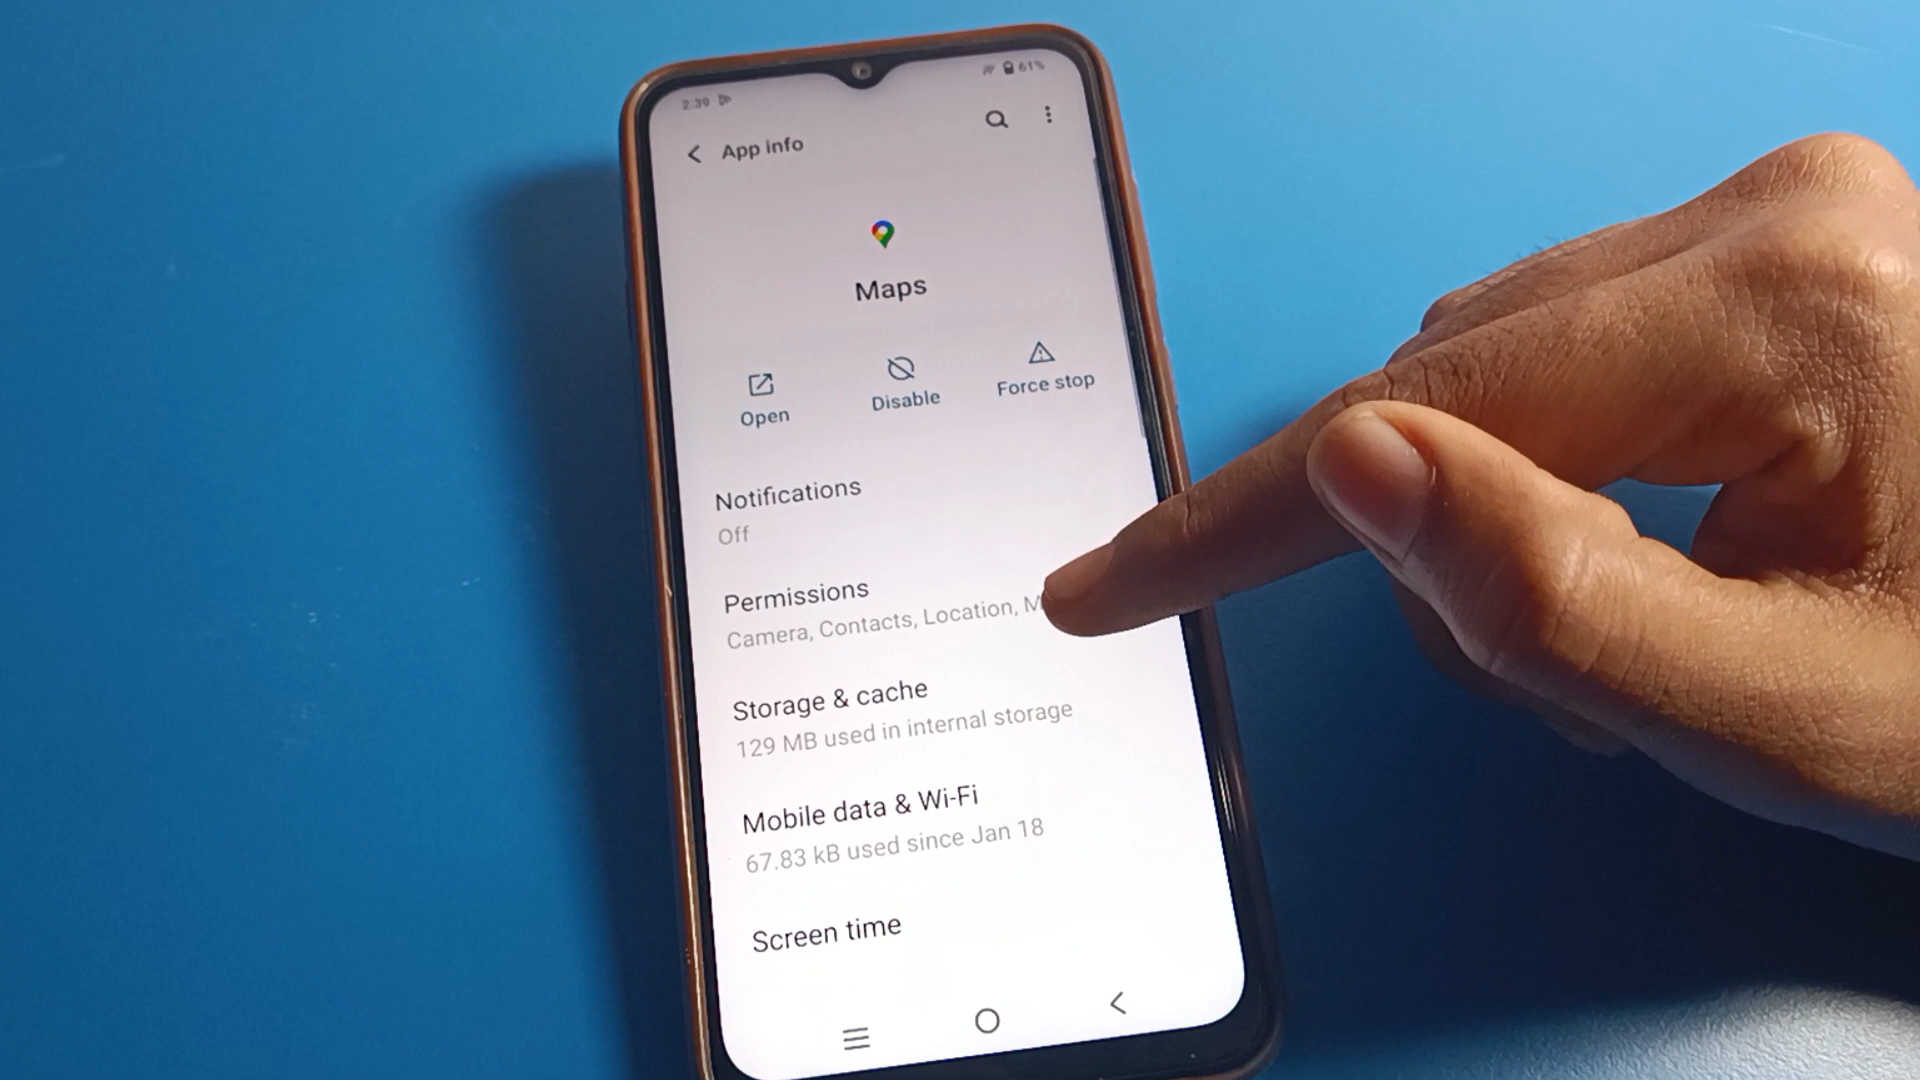 2:39
61%
App info
Maps
Open
Disable
Force stop
Notifications
Off
Permissions
Camera, Contacts, Location, M
Storage & cache
129 MB used in internal storage
Mobile data & Wi-Fi
67.83 kB used since Jan 18
Screen time